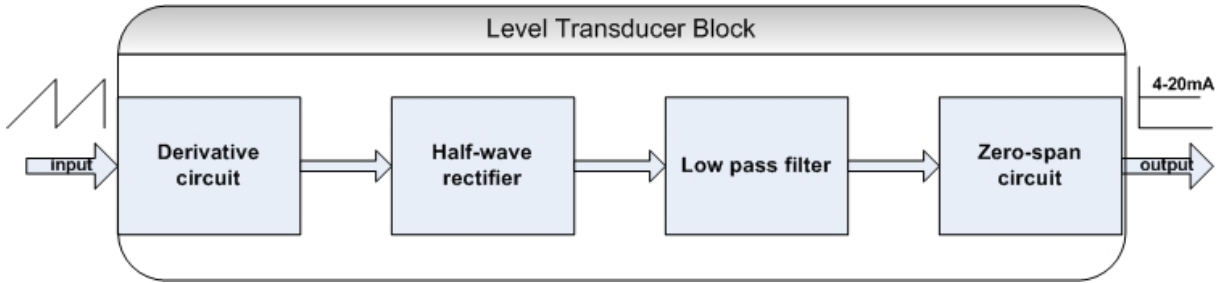 Level Transducer Block
4-20mA
input
Derivative
circuit
Half-wave
rectifier
Low pass filter
Zero-span
circuit
output